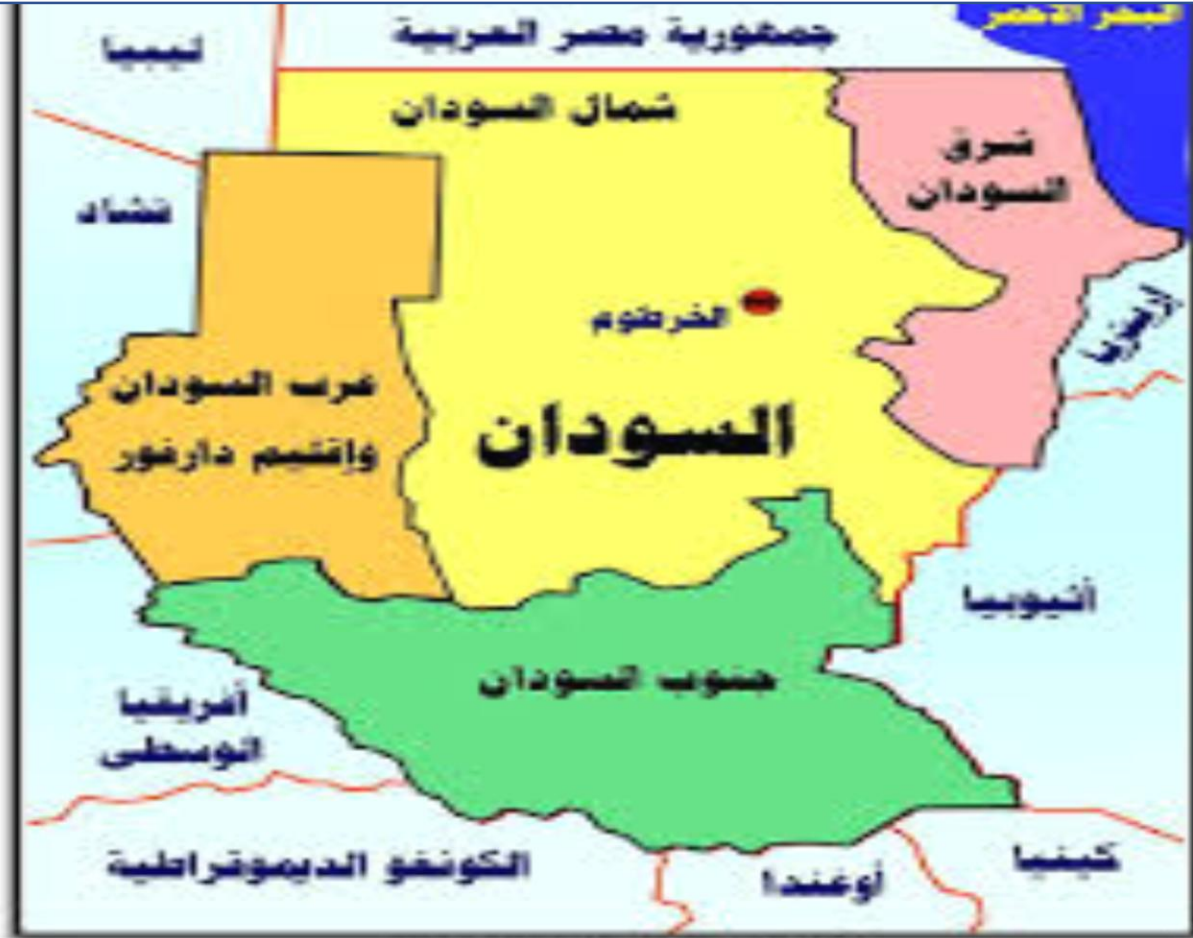 البحر الأحمر
جمهورية مصر العربية
ليبيا
شمال السودان
شرق
السودان
تشاد
إريتريا
الخرطوم
غرب السودان
وإقليم دارفور
السودان
أثيوبيا
جنوب السودان
أفريقيا
الوسطى
الكونغو الديموقراطية
أوغندا
كينيا